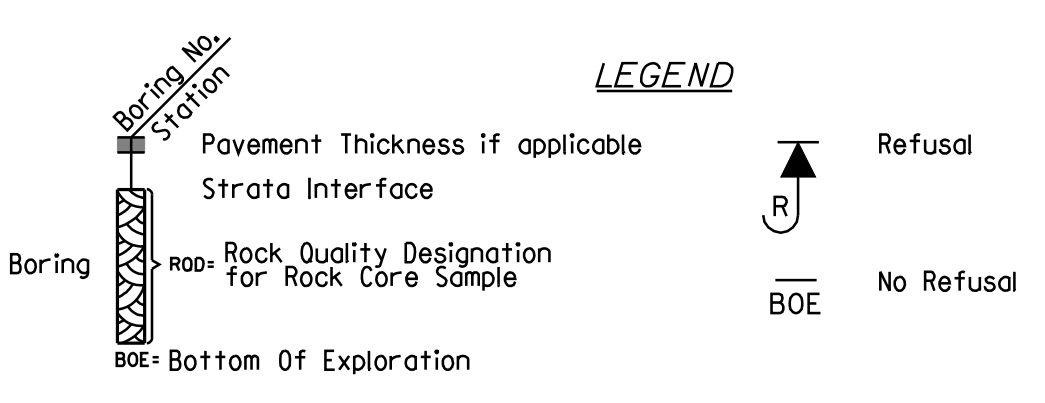 Boring No.
Station
LEGEND
Pavement Thickness if applicable
Strata Interface
Boring
RQD= Rock Quality Designation
for Rock Core Sample
BOE= Bottom Of Exploration
R
Refusal
BOE
No Refusal